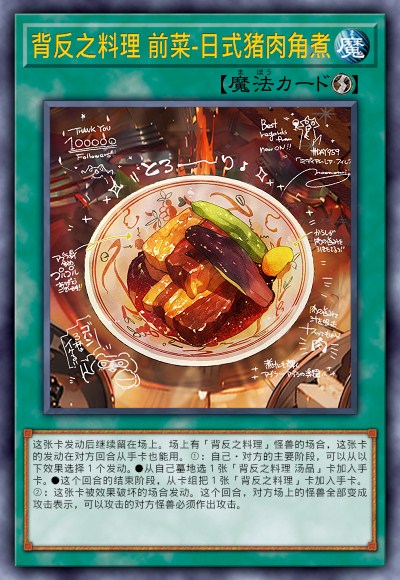 背反之料理 前菜-日式猪肉角煮
魔
【魔法カード】
まほう
THANK YOU
100000
Followers!
Best
regards
from
now ON!!
とろ〜り♪
肉
这张卡发动后继续留在场上。场上有「背反之料理」怪兽的场合，这张卡
的发动在对方回合从手卡也能用。①：自己·对方的主要阶段，可以从以
下效果选择1个发动。●从自己墓地选1张「背反之料理 汤品」卡加入手
卡。●这个回合的结束阶段，从卡组把1张「背反之料理」卡加入手卡。
②：这张卡被效果破坏的场合发动。这个回合，对方场上的怪兽全部变成
攻击表示，可以攻击的对方怪兽必须作出攻击。